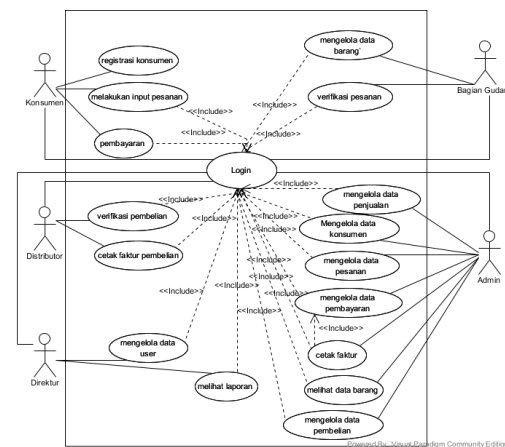 mengelola data
barang`
registrasi konsumen
Konsumen
melakukan input pesanan
verifikasi pesanan
Bagian Gudang
<<Include>>
<<Include>>
<<Include>>
<<Include>>
pembayaran
Login
<<Include>>
mengelola data
penjualan
<<Include>>
verifikasi pembelian
<<Include>>
<<Include>>
Mengelola data
konsumen
<<Include>>
Distributor
cetak faktur pembelian
mengelola data
pesanan
Admin
<<Include>>
<<Include>>
<<Include>>
<<Include>>
mengelola data
pembayaran
<<Include>>
<<Include>>
mengelola data
user
cetak faktur
Direktur
melihat laporan
melihat data barang
mengelola data
pembelian
Powered By Visual Paradigm Community Edition